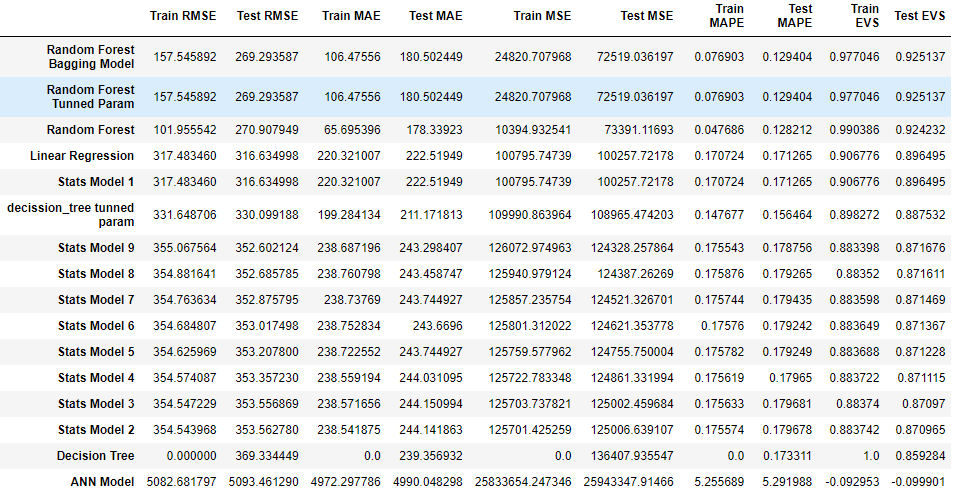 Train RMSE Test RMSE Train MAE Test MAE Train MSE Test MSE Train MAPE Test MAPE Train EVS Test EVS
Random Forest Bagging Model 157.545892 269.293587 106.47556 180.502449 24820.707968 72519.036197 0.076903 0.129404 0.977046 0.925137
Random Forest Tunned Param 157.545892 269.293587 106.47556 180.502449 24820.707968 72519.036197 0.076903 0.129404 0.977046 0.925137
Random Forest 101.955542 270.907949 65.695396 178.33923 10394.932541 73391.11693 0.047686 0.128212 0.990386 0.924232
Linear Regression 317.483460 316.634998 220.321007 222.51949 100795.74739 100257.72178 0.170724 0.171265 0.906776 0.896495
Stats Model 1 317.483460 316.634998 220.321007 222.51949 100795.74739 100257.72178 0.170724 0.171265 0.906776 0.896495
decission_tree tunned param 331.648706 330.099188 199.284134 211.171813 109990.863964 108965.474203 0.147677 0.156464 0.898272 0.887532
Stats Model 9 355.067564 352.602124 238.687196 243.298407 126072.974963 124328.257864 0.175543 0.178756 0.883398 0.871676
Stats Model 8 354.881641 352.685785 238.760798 243.458747 125940.979124 124387.26269 0.175876 0.179265 0.88352 0.871611
Stats Model 7 354.763634 352.875795 238.73769 243.744927 125857.235754 124521.326701 0.175744 0.179435 0.883598 0.871469
Stats Model 6 354.684807 353.017498 238.752834 243.6696 125801.312022 124621.353778 0.17576 0.179242 0.883649 0.871367
Stats Model 5 354.625969 353.207800 238.722552 243.744927 125759.577962 124755.750004 0.175782 0.179249 0.883688 0.871228
Stats Model 4 354.574087 353.357230 238.559194 244.031095 125722.783348 124861.331994 0.175619 0.17965 0.883722 0.871115
Stats Model 3 354.547229 353.556869 238.571656 244.150994 125703.737821 125002.459684 0.175633 0.179681 0.88374 0.87097
Stats Model 2 354.543968 353.562780 238.541875 244.141863 125701.425259 125006.639107 0.175574 0.179678 0.883742 0.870965
Decision Tree 0.000000 369.334449 0.0 239.356932 0.0 136407.935547 0.0 0.173311 1.0 0.859284
ANN Model 5082.681797 5093.461290 4972.297786 4990.048298 25833654.247346 25943347.91466 5.255689 5.291988 -0.092953 -0.099901